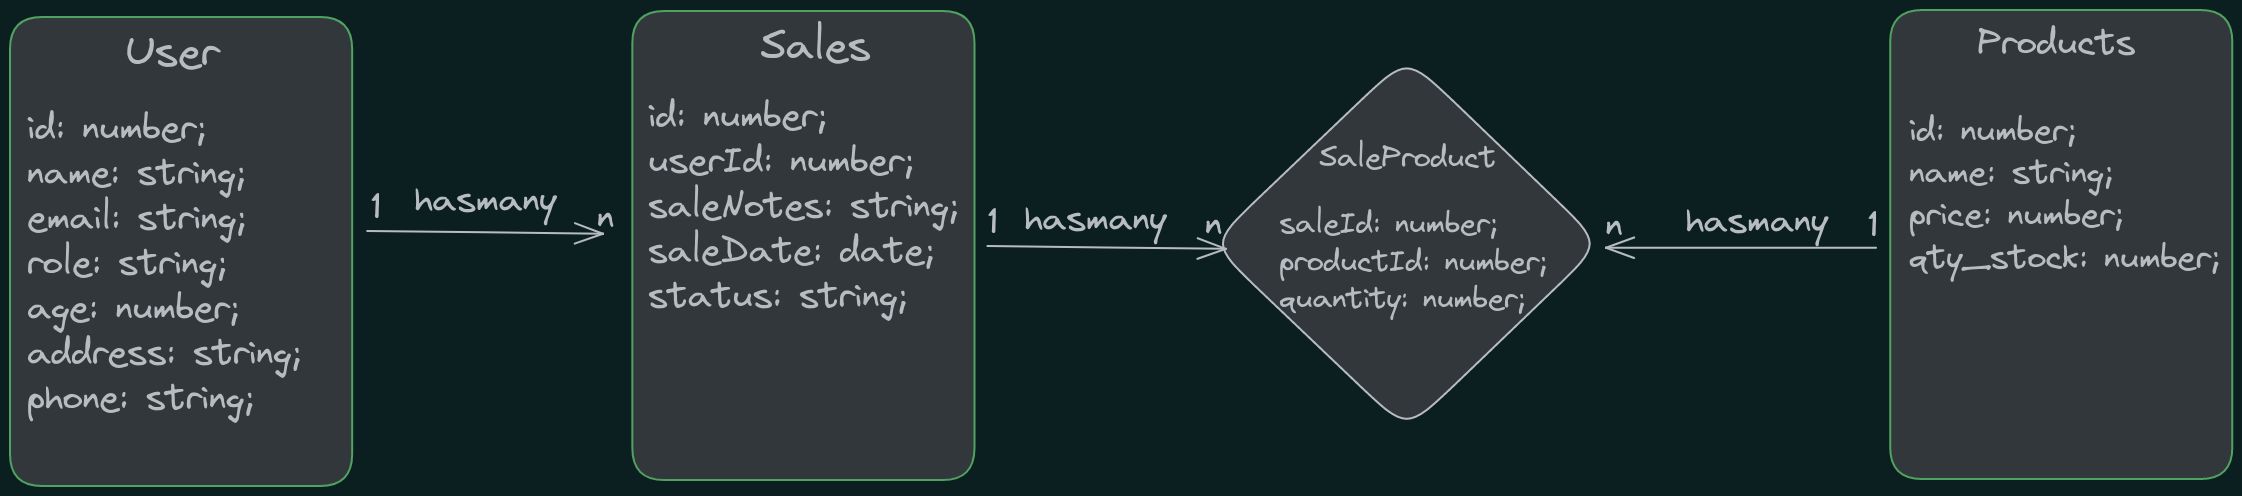 User
id: number;
name: string;
email: string;
role: string;
age: number;
address: string;
phone: string;
1 hasmany n
Sales
id: number;
userId: number;
saleNotes: string;
saleDate: date;
status: string;
1 hasmany n
SaleProduct
saleId: number;
productId: number;
quantity: number;
n hasmany 1
Products
id: number;
name: string;
price: number;
qty_stock: number;